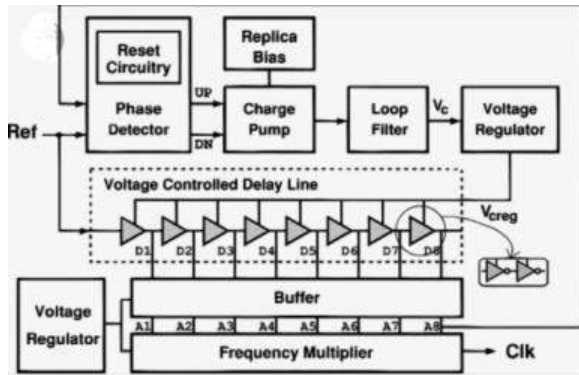 Reset
Circuitry
Phase
Detector
UP
DN
Replica
Bias
Charge
Pump
Loop
Filter
Vc
Voltage
Regulator
Ref
Voltage Controlled Delay Line
Vcreg
D1 D2 D3 D4 D5 D6 D7 D8
Voltage
Regulator
Buffer
A1 A2 A3 A4 A5 A6 A7 A8
Frequency Multiplier
Clk